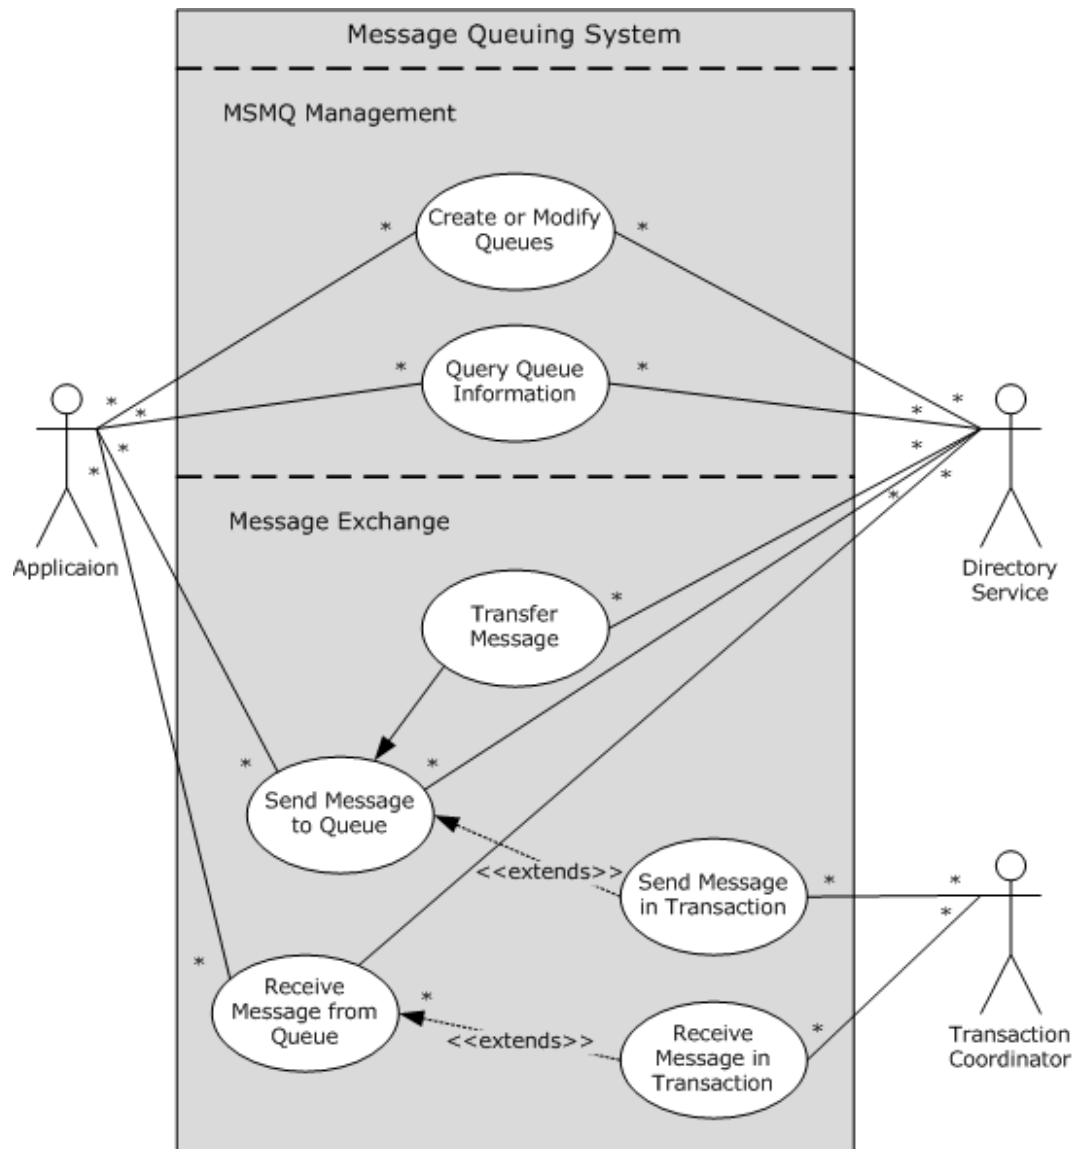 Message Queuing System
MSMQ Management
Create or Modify
Queues
*
*
Query Queue
Information
*
*
*
*
*
*
*
*
*
*
*
*
Applicaion
Directory
Service
Message Exchange
Transfer
Message
*
Send Message
to Queue
*
*
<<extends>>
Send Message
in Transaction
*
*
*
Receive
Message from
Queue
*
*
<<extends>>
Receive
Message in
Transaction
*
Transaction
Coordinator